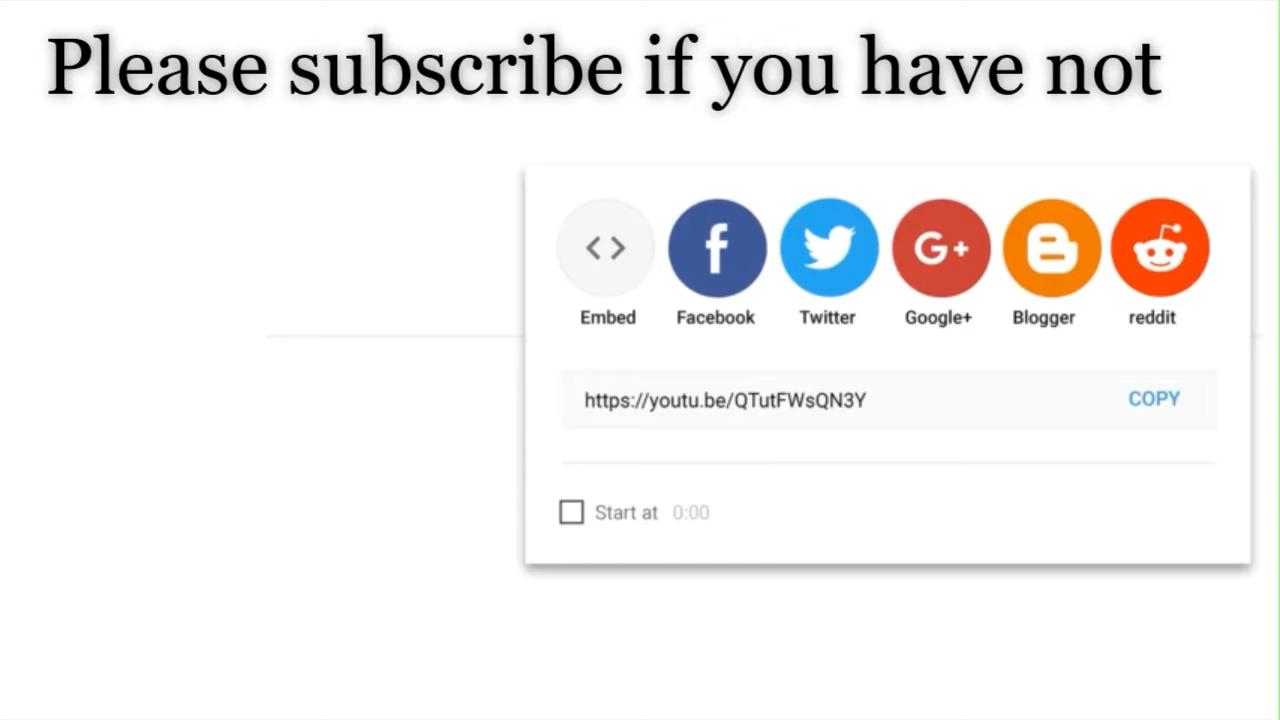 Please subscribe if you have not
Embed Facebook Twitter Google+ Blogger reddit
https://youtu.be/QTutFWsQN3Y COPY
Start at 0:00